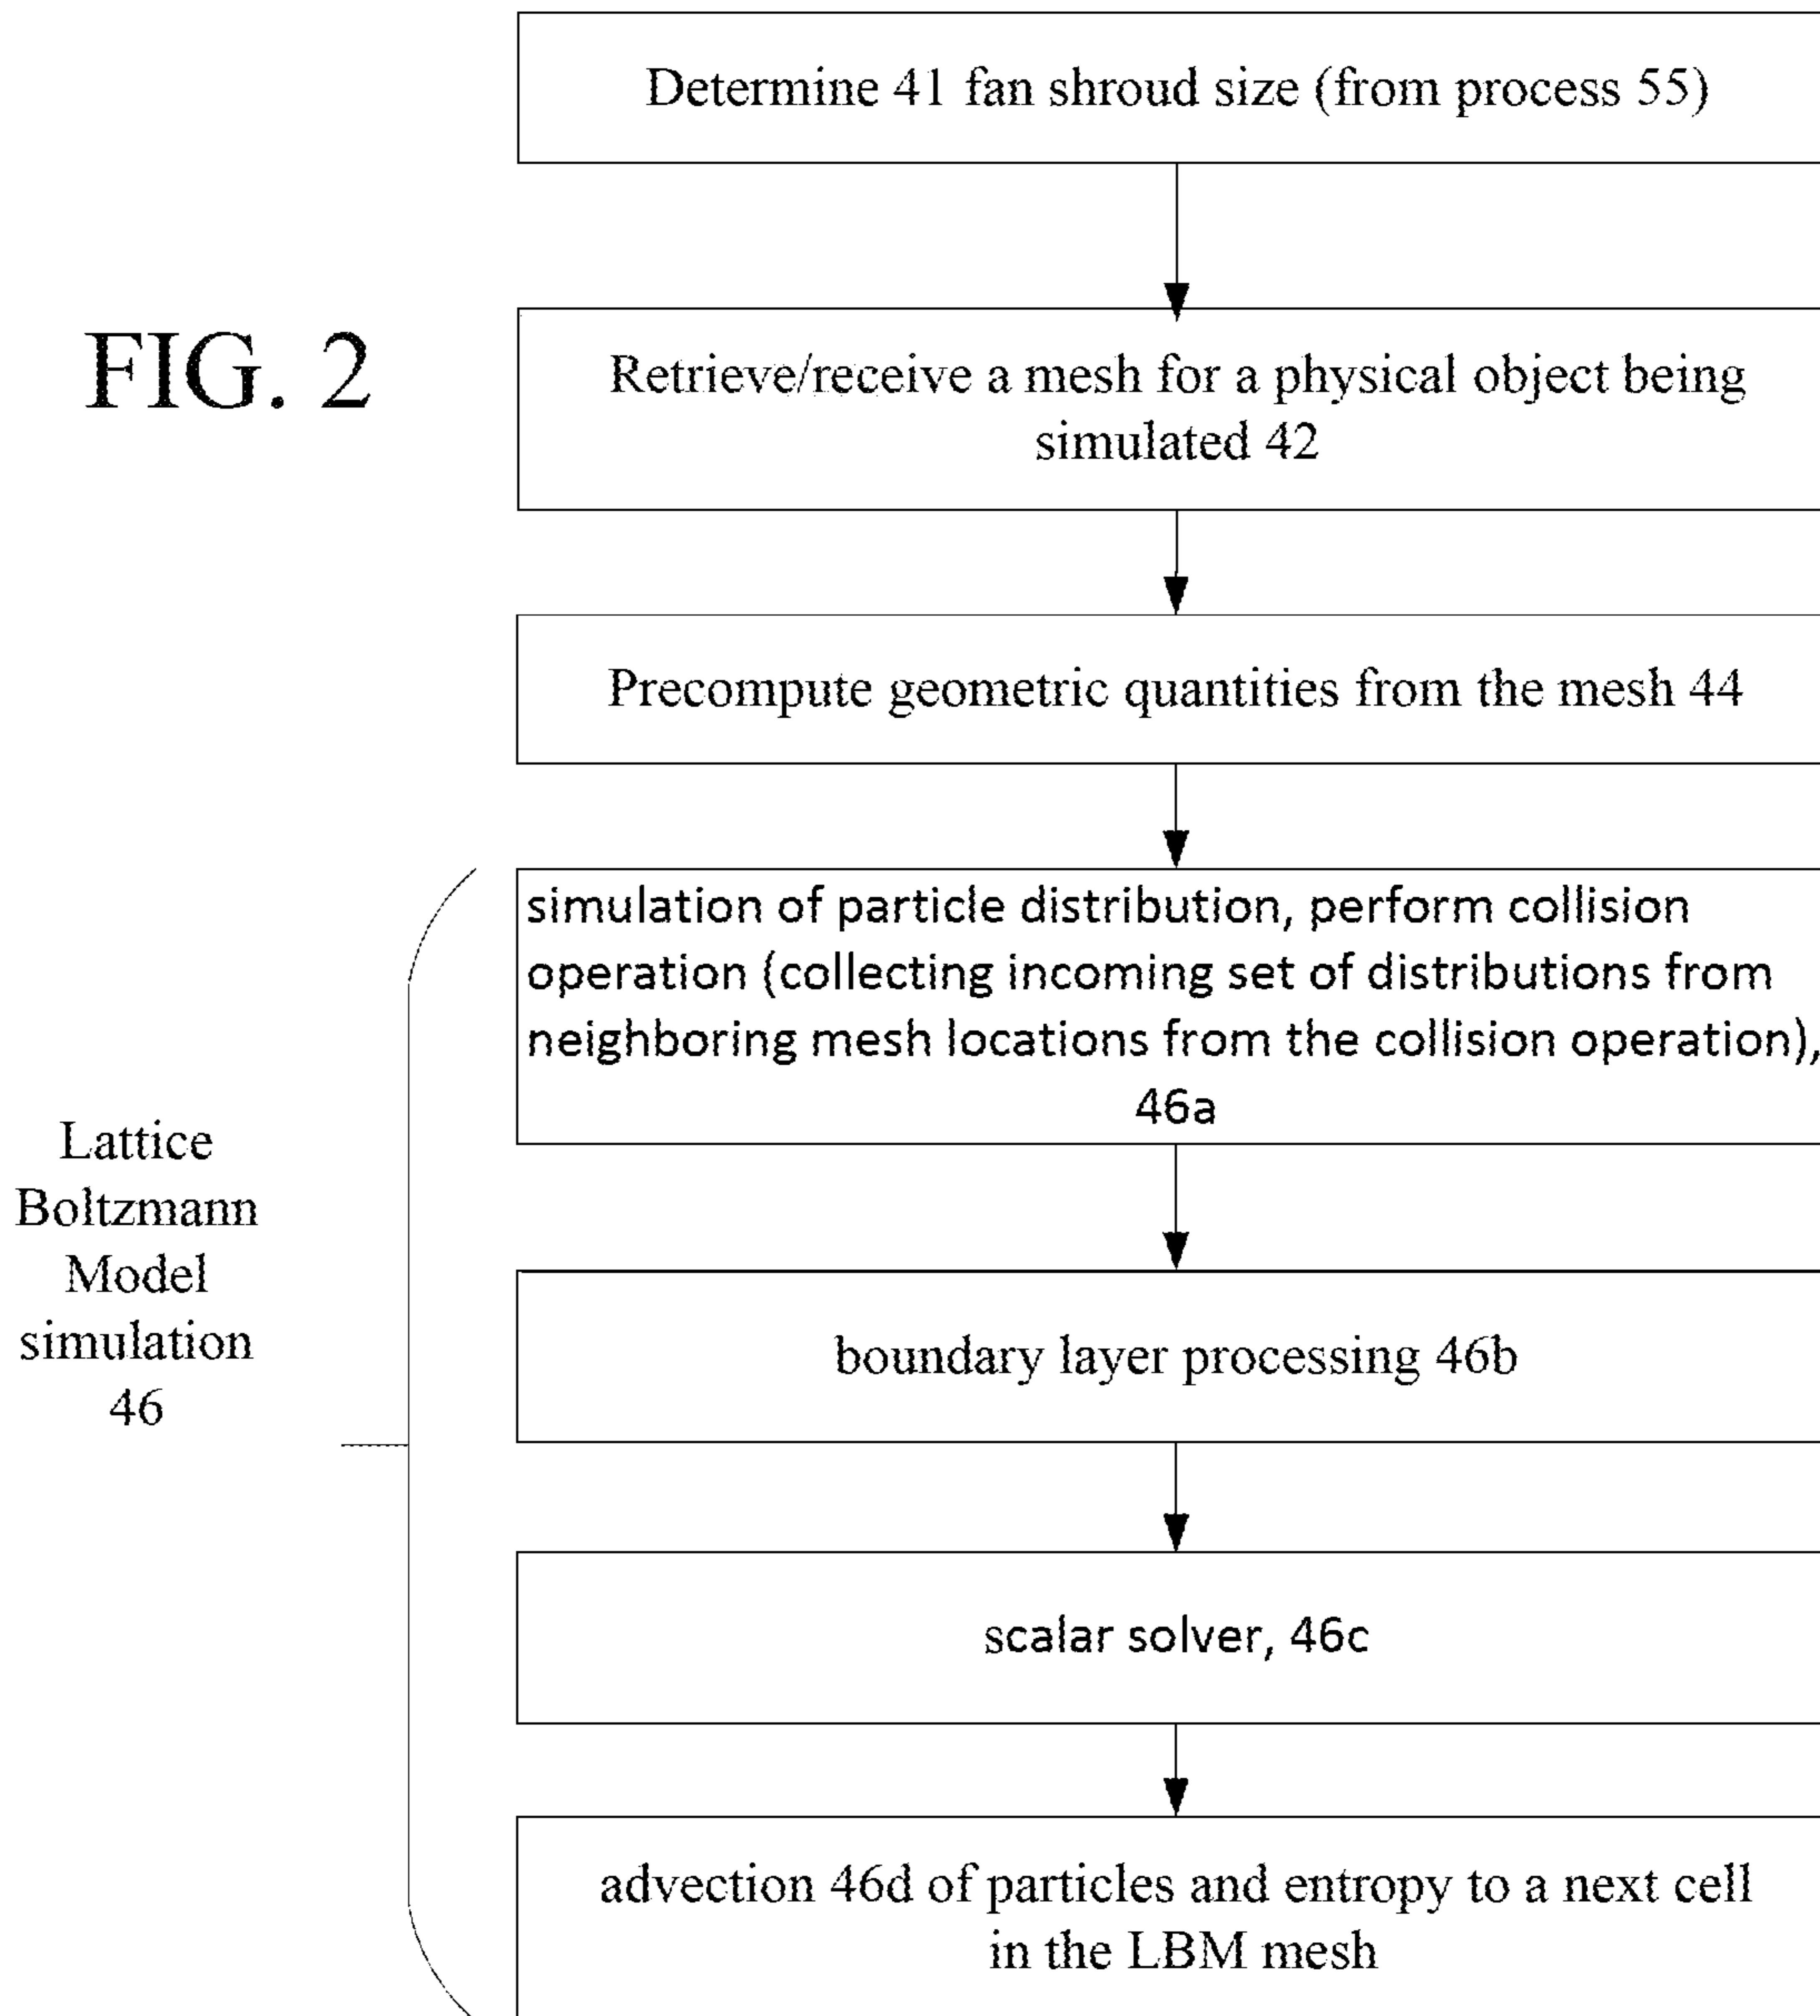 Determine 41 fan shroud size (from process 55)
FIG. 2
Retrieve/receive a mesh for a physical object being
simulated 42
Precompute geometric quantities from the mesh 44
simulation of particle distribution, perform collision
operation (collecting incoming set of distributions from
neighboring mesh locations from the collision operation),
46a
Lattice
Boltzmann
Model
simulation
46
boundary layer processing 46b
scalar solver, 46c
advection 46d of particles and entropy to a next cell
in the LBM mesh